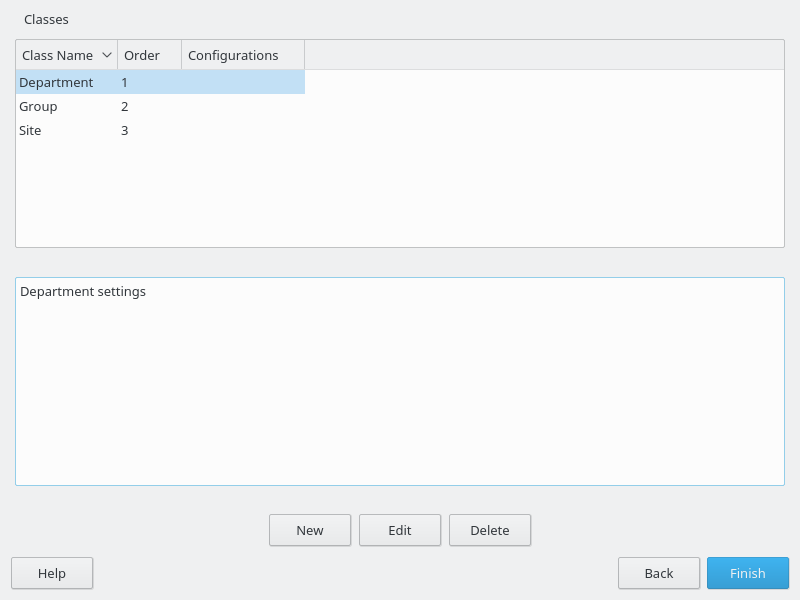 Classes
Class Name Order Configurations
Department 1
Group 2
Site 3
Department settings
New Edit Delete
Help Back Finish